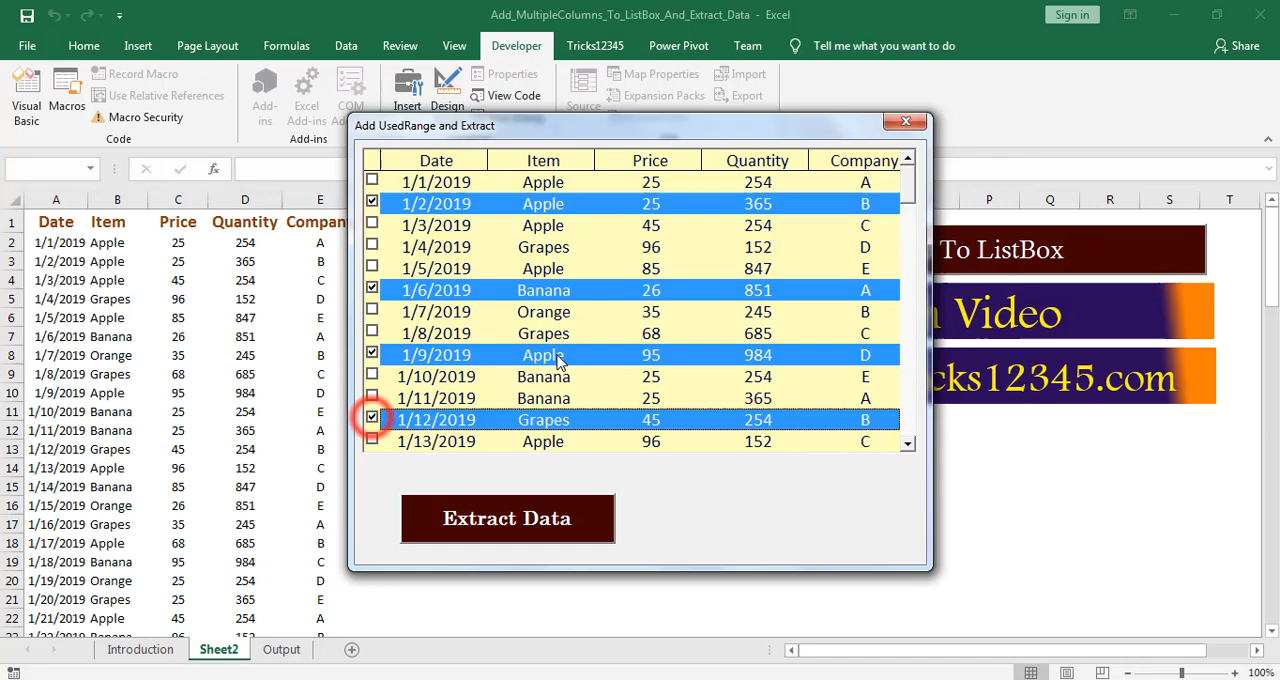 Add_MultipleColumns_To_ListBox_And_Extract_Data - Excel
Sign in
File Home Insert Page Layout Formulas Data Review View Developer Tricks12345 Power Pivot Team Tell me what you want to do Share
Record Macro
Use Relative References
Macro Security
Visual Basic
Macros
Code
Add-ins
Excel Add-ins
COM
Add-ins
Insert
Design
Properties
View Code
Source
Map Properties
Expansion Packs
Import
Export
Add UsedRange and Extract
Date Item Price Quantity Company
1/1/2019 Apple 25 254 A
1/2/2019 Apple 25 365 B
1/3/2019 Apple 45 254 C
1/4/2019 Grapes 96 152 D
1/5/2019 Apple 85 847 E
1/6/2019 Banana 26 851 A
1/7/2019 Orange 35 245 B
1/8/2019 Grapes 68 685 C
1/9/2019 Apple 95 984 D
1/10/2019 Banana 25 254 E
1/11/2019 Banana 25 365 A
1/12/2019 Grapes 45 254 B
1/13/2019 Apple 96 152 C
Extract Data
A B C D E P Q R S T
1 Date Item Price Quantity Company
2 1/1/2019 Apple 25 254 A
3 1/2/2019 Apple 25 365 B
4 1/3/2019 Apple 45 254 C
5 1/4/2019 Grapes 96 152 D
6 1/5/2019 Apple 85 847 E
7 1/6/2019 Banana 26 851 A
8 1/7/2019 Orange 35 245 B
9 1/8/2019 Grapes 68 685 C
10 1/9/2019 Apple 95 984 D
11 1/10/2019 Banana 25 254 E
12 1/11/2019 Banana 25 365 A
13 1/12/2019 Grapes 45 254 B
14 1/13/2019 Apple 96 152 C
15 1/14/2019 Banana 85 847 D
16 1/15/2019 Orange 26 851 E
17 1/16/2019 Grapes 35 245 A
18 1/17/2019 Apple 68 685 B
19 1/18/2019 Banana 95 984 C
20 1/19/2019 Orange 25 254 D
21 1/20/2019 Grapes 25 365 E
22 1/21/2019 Apple 45 254 A
To ListBox
Video
cks12345.com
Introduction Sheet2 Output
100%